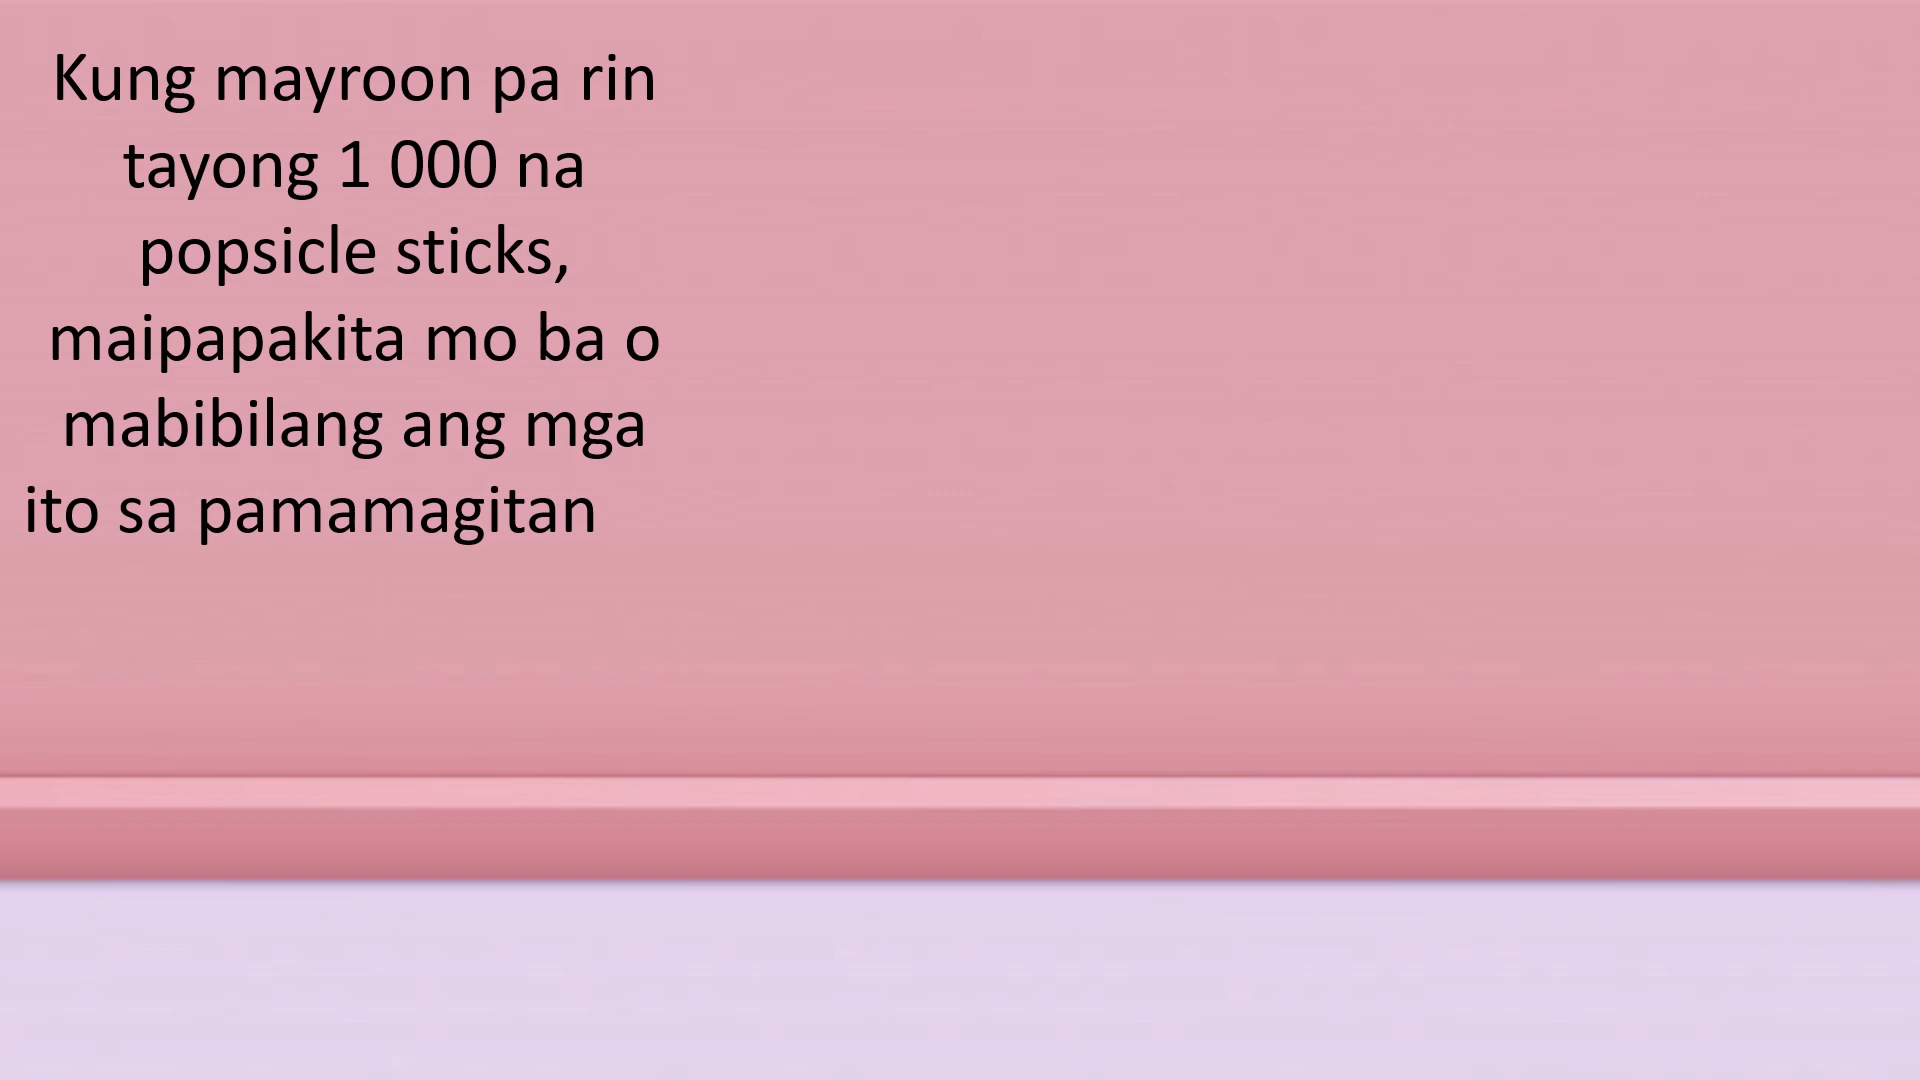 Kung mayroon pa rin
tayong 1 000 na
popsicle sticks,
maipapakita mo ba o
mabibilang ang mga
ito sa pamamagitan